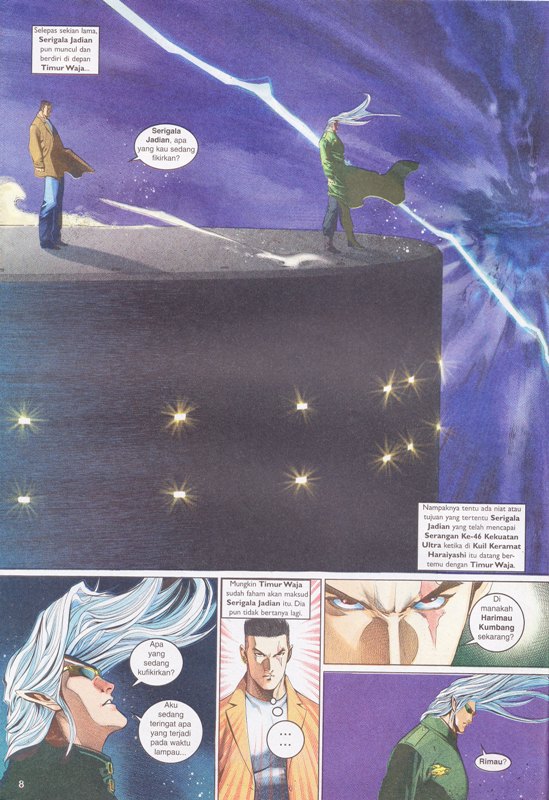 Selepas sekian lama,
Serigala Jadian
pun muncul dan
berdiri di depan
Timur Waja...
Serigala
Jadian, apa
yang kau sedang
fikirkan?
Nampaknya tentu ada niat atau
tujuan yang tertentu Serigala
Jadian yang telah mencapai
Serangan Ke-46 Kekuatan
Ultra ketika di Kuil Keramat
Haraiyashi itu datang ber-
temu dengan Timur Waja.
Apa
yang
sedang
kufikirkan?
Aku
sedang
teringat apa
yang terjadi
pada waktu
lampau...
Mungkin Timur Waja
sudah faham akan maksud
Serigala Jadian itu. Dia
pun tidak bertanya lagi.
...
...
Di
manakah
Harimau
Kumbang
sekarang?
Rimau?
8